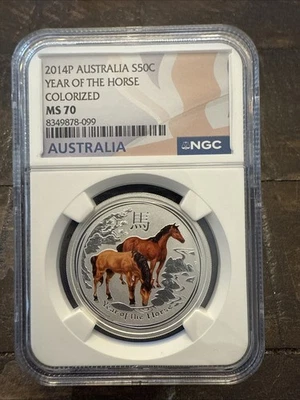 2014P AUSTRALIA S50C
YEAR OF THE HORSE
COLORIZED
MS 70
8349878-099
AUSTRALIA
NGC
馬
Year of the Horse